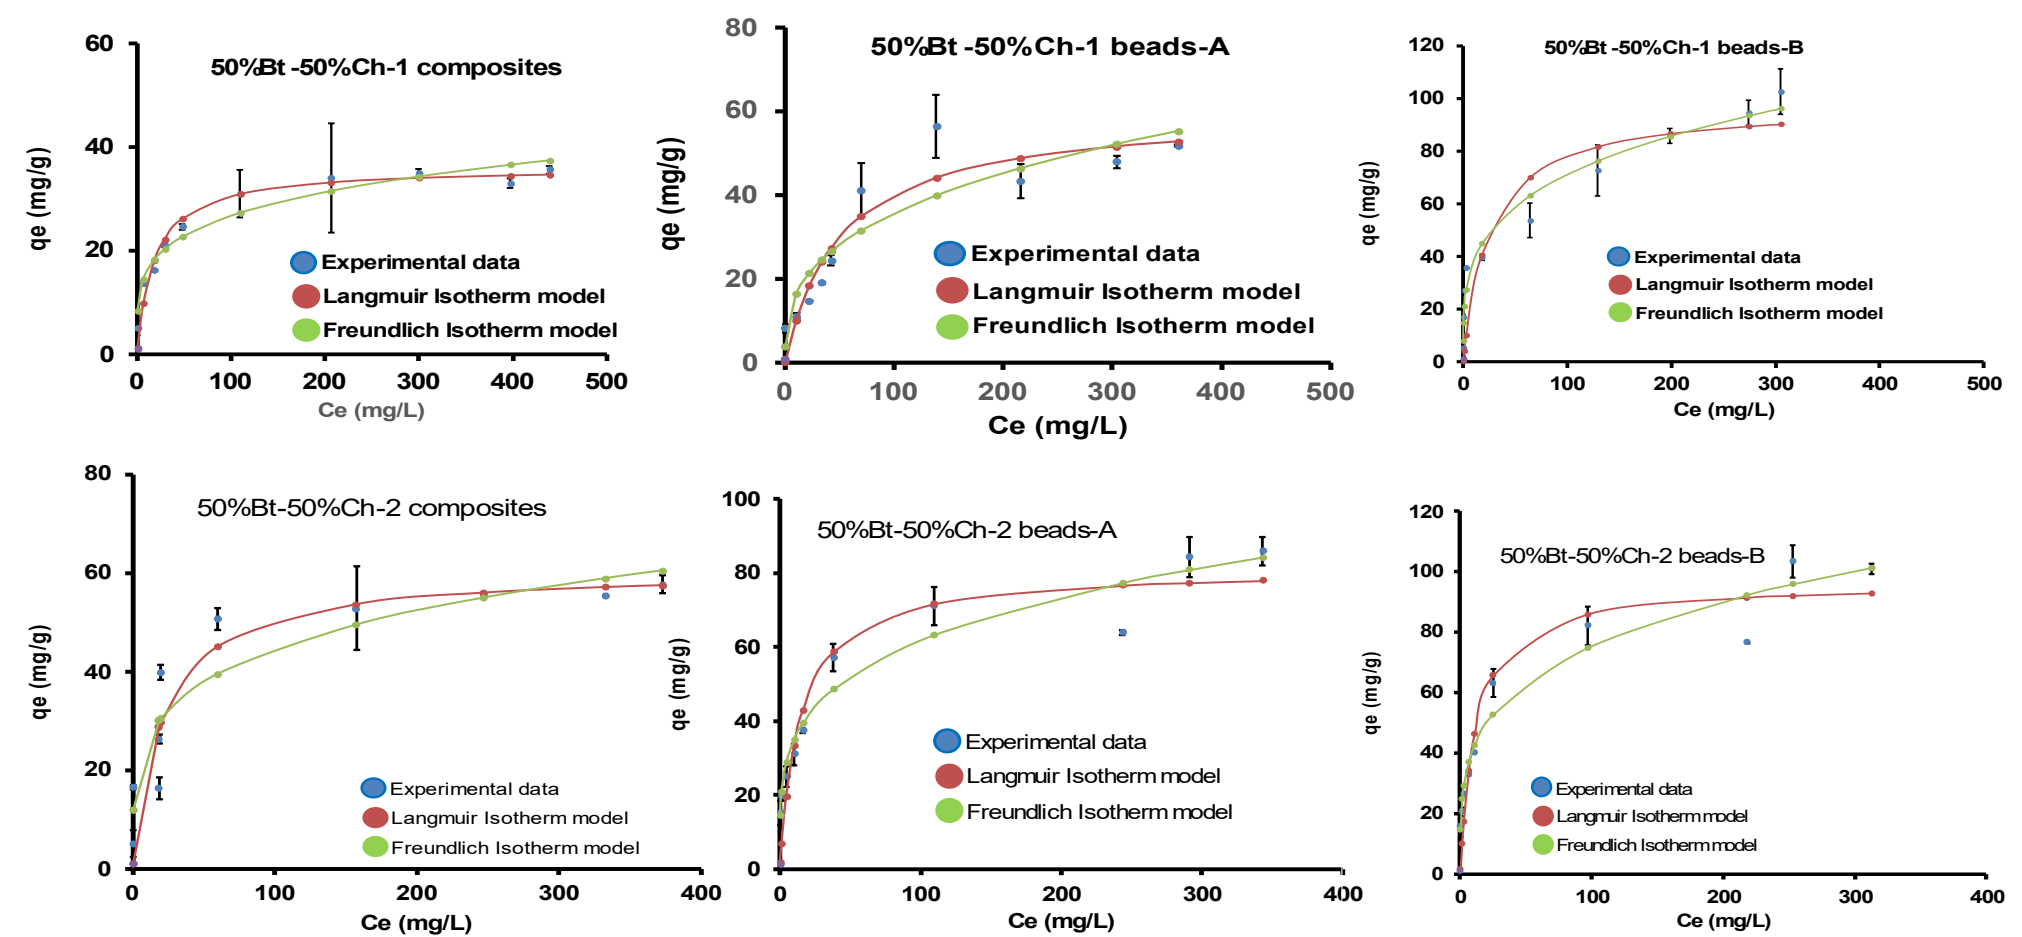 50%Bt -50%Ch-1 composites
60
40
20
0
0 100 200 300 400 500
qe (mg/g)
Ce (mg/L)
Experimental data
Langmuir Isotherm model
Freundlich Isotherm model
50%Bt -50%Ch-1 beads-A
80
60
40
20
0
0 100 200 300 400 500
qe (mg/g)
Ce (mg/L)
Experimental data
Langmuir Isotherm model
Freundlich Isotherm model
50%Bt -50%Ch-1 beads-B
120
100
80
60
40
20
0
0 100 200 300 400 500
qe (mg/g)
Ce (mg/L)
Experimental data
Langmuir Isotherm model
Freundlich Isotherm model
50%Bt-50%Ch-2 composites
80
60
40
20
0
0 100 200 300 400
qe (mg/g)
Ce (mg/L)
Experimental data
Langmuir Isotherm model
Freundlich Isotherm model
50%Bt-50%Ch-2 beads-A
100
80
60
40
20
0
0 100 200 300 400
qe (mg/g)
Ce (mg/L)
Experimental data
Langmuir Isotherm model
Freundlich Isotherm model
50%Bt-50%Ch-2 beads-B
120
100
80
60
40
20
0
0 100 200 300 400
qe (mg/g)
Ce (mg/L)
Experimental data
Langmuir Isotherm model
Freundlich Isotherm model